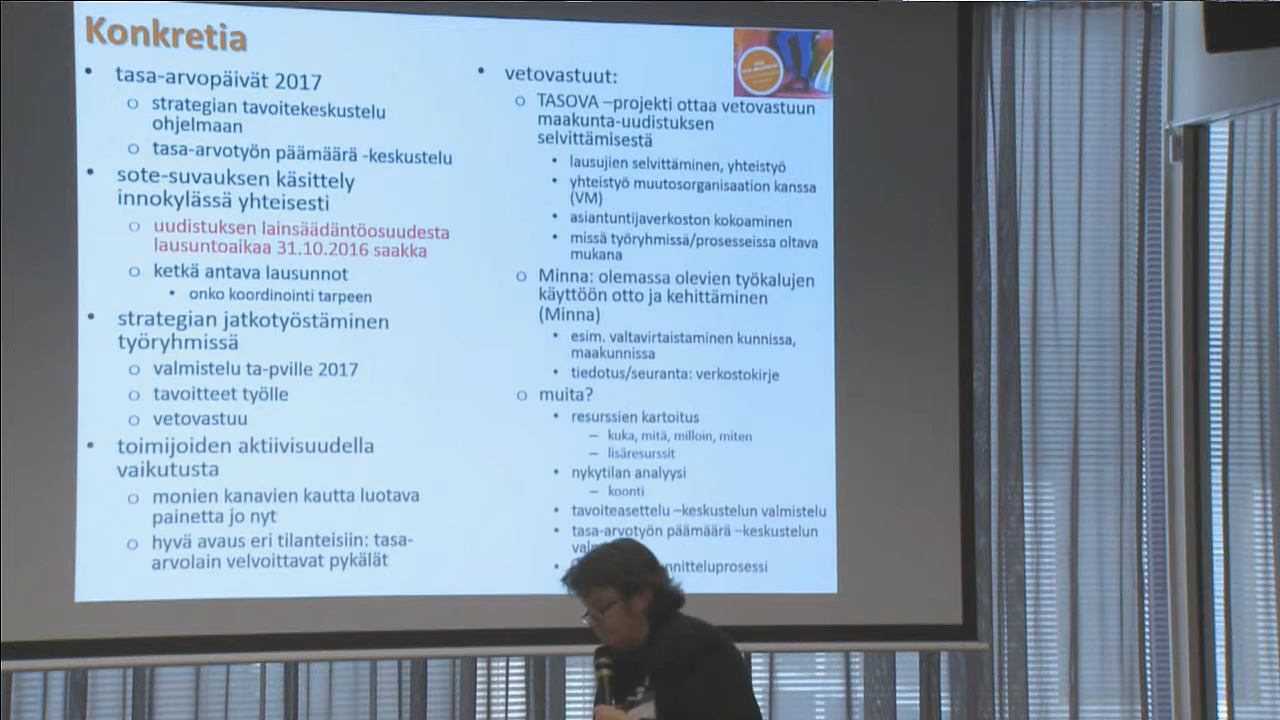 Konkretia
• tasa-arvopäivät 2017
o strategian tavoitekeskustelu
ohjelmaan
o tasa-arvotyön päämäärä -keskustelu
• sote-suvauksen käsittely
innokylässä yhteisesti
o uudistuksen lainsäädäntöosuudesta
lausuntoaikaa 31.10.2016 saakka
o ketkä antava lausunnot
• onko koordinointi tarpeen
• strategian jatkotyöstäminen
työryhmissä
o valmistelu ta-pville 2017
o tavoitteet työlle
o vetovastuu
• toimijoiden aktiivisuudella
vaikutusta
o monien kanavien kautta luotava
painetta jo nyt
o hyvä avaus eri tilanteisiin: tasa-
arvolain velvoittavat pykälät
• vetovastuut:
o TASOVA –projekti ottaa vetovastuun
maakunta-uudistuksen
selvittämisestä
• lausujien selvittäminen, yhteistyö
• yhteistyö muutosorganisaation kanssa
(VM)
• asiantuntijaverkoston kokoaminen
• missä työryhmissä/prosesseissa oltava
mukana
o Minna: olemassa olevien työkalujen
käyttöön otto ja kehittäminen
(Minna)
• esim. valtavirtaistaminen kunnissa,
maakunnissa
• tiedotus/seuranta: verkostokirje
o muita?
• resurssien kartoitus
– kuka, mitä, milloin, miten
– lisäresurssit
• nykytilan analyysi
– koonti
• tavoiteasettelu –keskustelun valmistelu
• tasa-arvotyön päämäärä –keskustelun